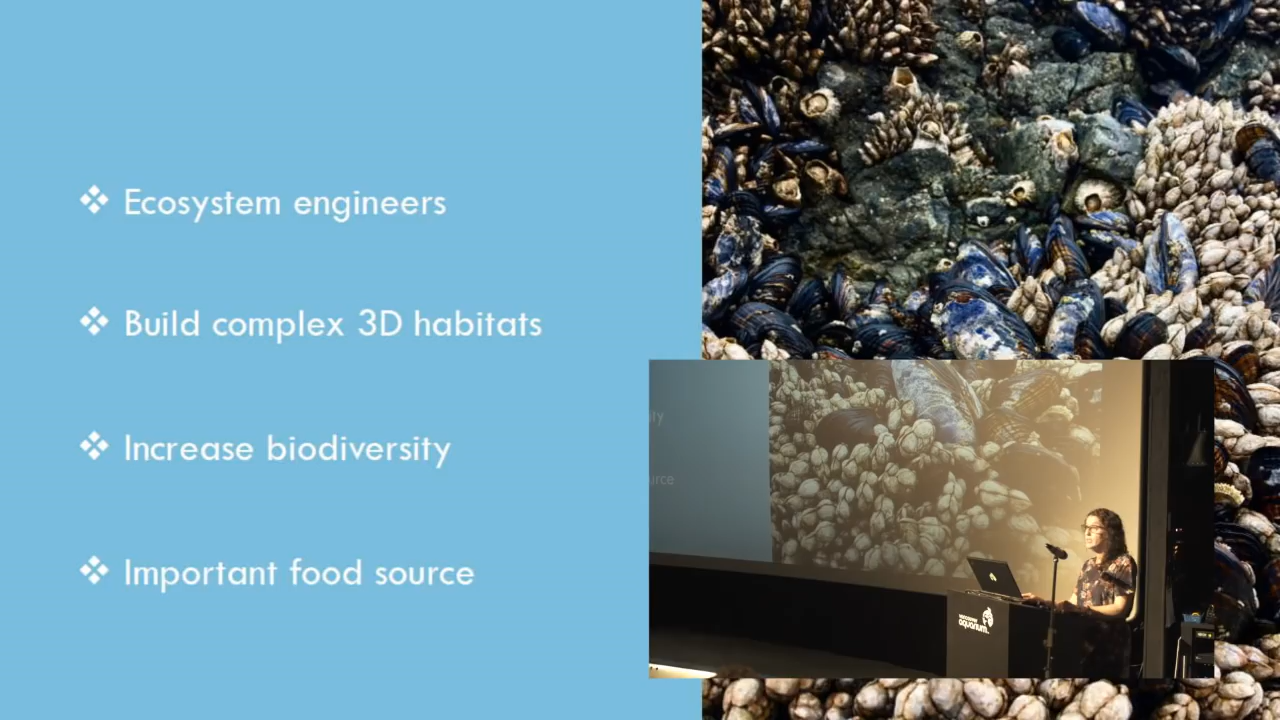 ❖ Ecosystem engineers
❖ Build complex 3D habitats
❖ Increase biodiversity
❖ Important food source
aquarium.